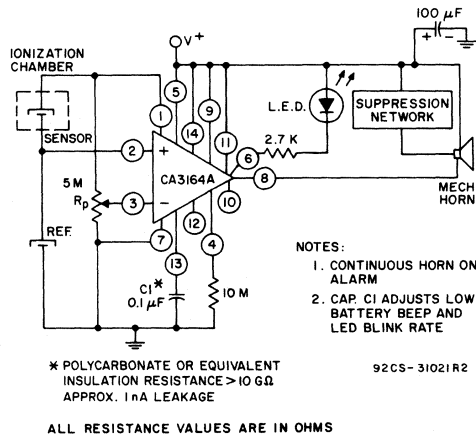 100 µF
+ -
V+
IONIZATION
CHAMBER
SENSOR
L.E.D.
SUPPRESSION
NETWORK
2.7 K
MECH
HORN
5
9
1
14
11
6
8
10
2
+
CA3164A
5M
Rp
3
-
7
12
4
13
REF.
C1*
0.1 µF
10 M
NOTES:
1. CONTINUOUS HORN ON
ALARM
2. CAP. C1 ADJUSTS LOW
BATTERY BEEP AND
LED BLINK RATE
* POLYCARBONATE OR EQUIVALENT
INSULATION RESISTANCE > 10 GΩ
APPROX. 1 nA LEAKAGE
92CS-31021R2
ALL RESISTANCE VALUES ARE IN OHMS